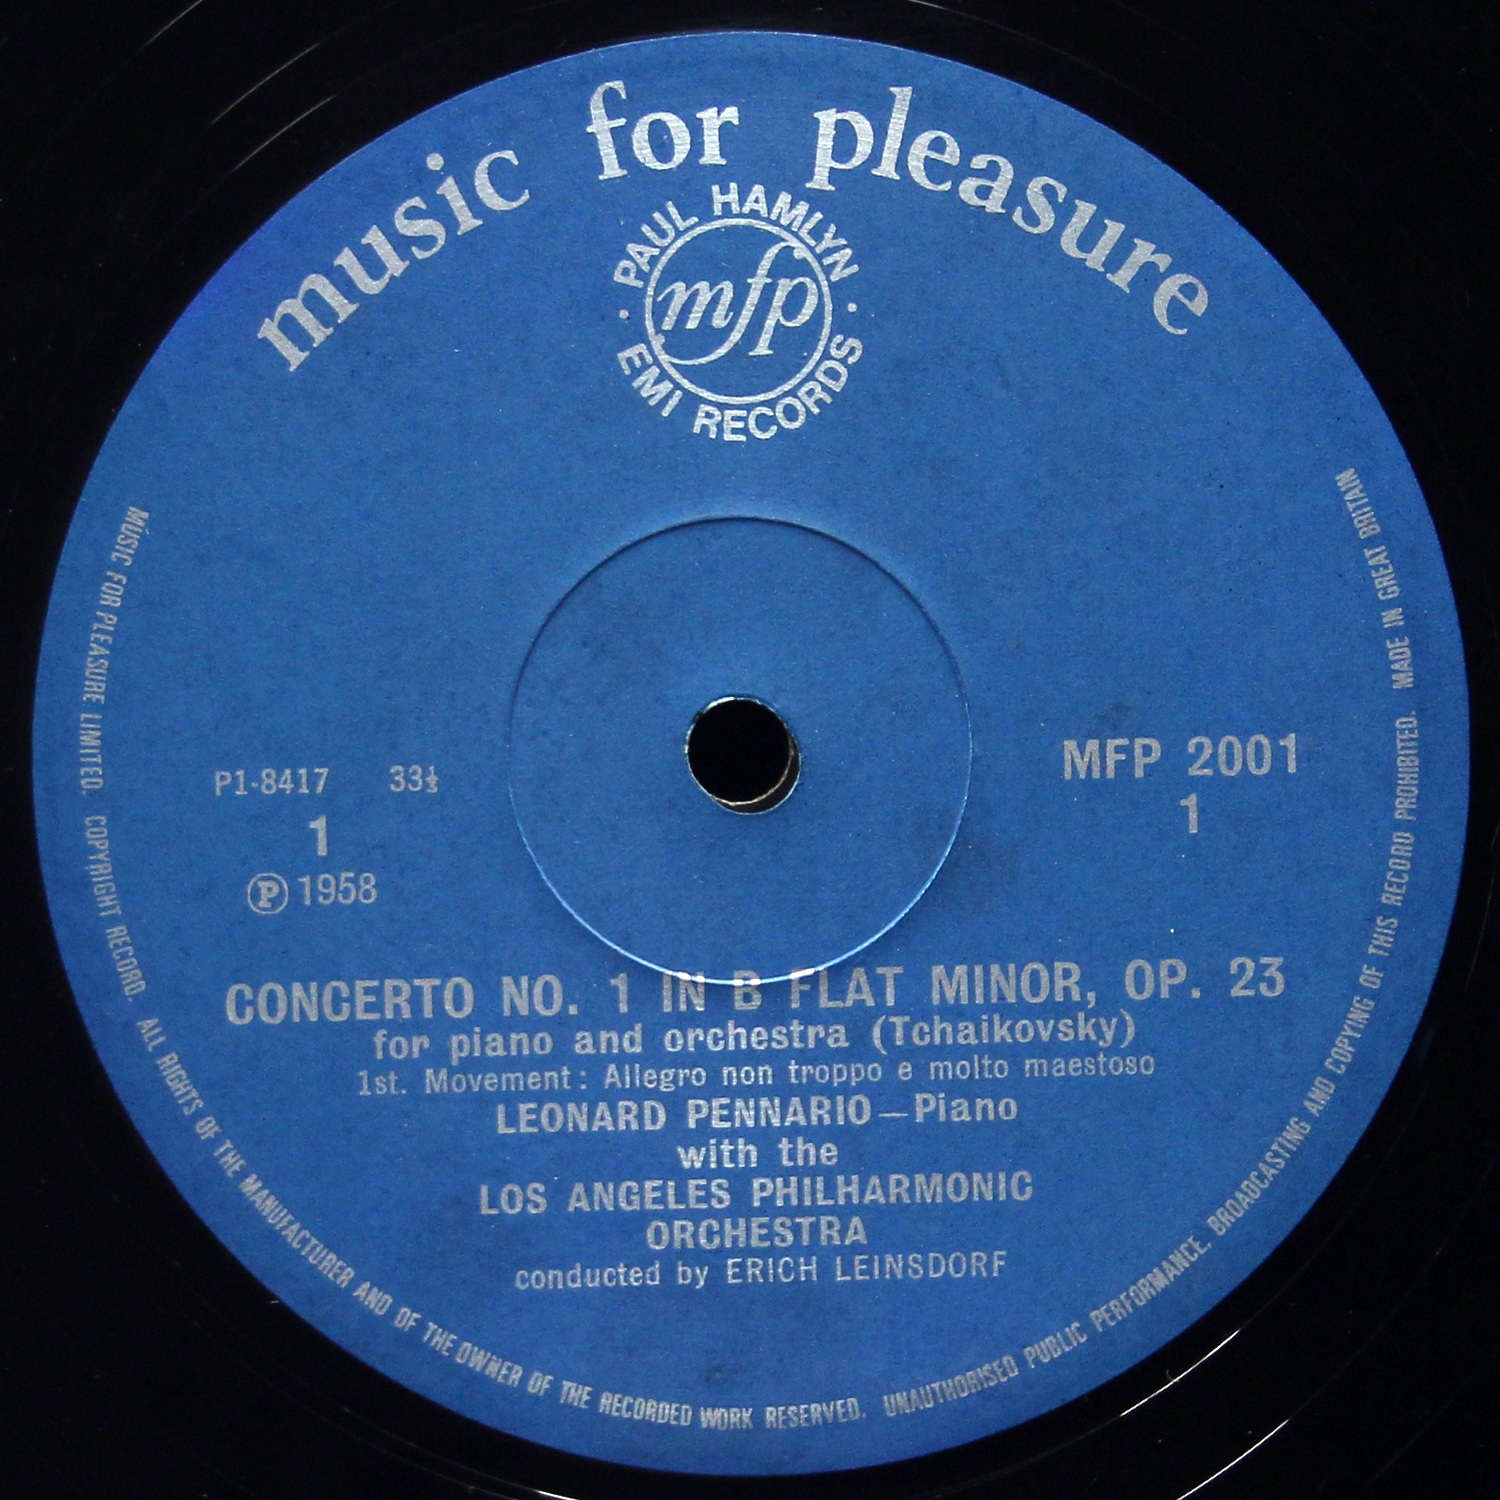 music for pleasure
PAUL HAMLYN
mfp
EMI RECORDS
P1-8417 33⅓
1
Ⓟ 1958
MFP 2001
1
CONCERTO NO. 1 IN B FLAT MINOR, OP. 23
for piano and orchestra (Tchaikovsky)
1st. Movement: Allegro non troppo e molto maestoso
LEONARD PENNARIO—Piano
with the
LOS ANGELES PHILHARMONIC
ORCHESTRA
conducted by ERICH LEINSDORF
MUSIC FOR PLEASURE LIMITED. COPYRIGHT RECORD. ALL RIGHTS OF THE MANUFACTURER AND OF THE OWNER OF THE RECORDED WORK RESERVED. UNAUTHORISED PUBLIC PERFORMANCE, BROADCASTING AND COPYING OF THIS RECORD PROHIBITED. MADE IN GREAT BRITAIN